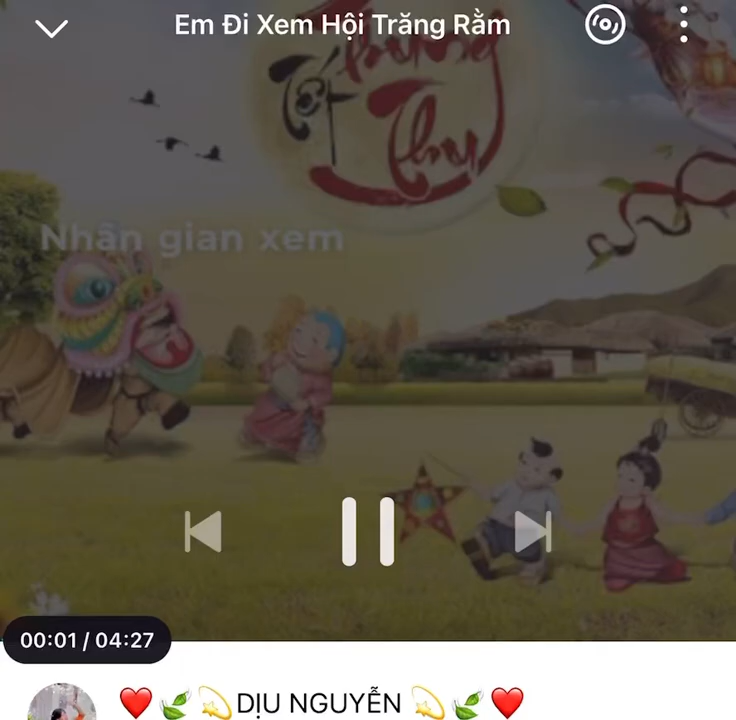 Em Đi Xem Hội Trăng Rằm
Tết Trung Thu
Nhân gian xem
00:01 / 04:27
❤️🌿💫DỊU NGUYỄN 💫🌿❤️